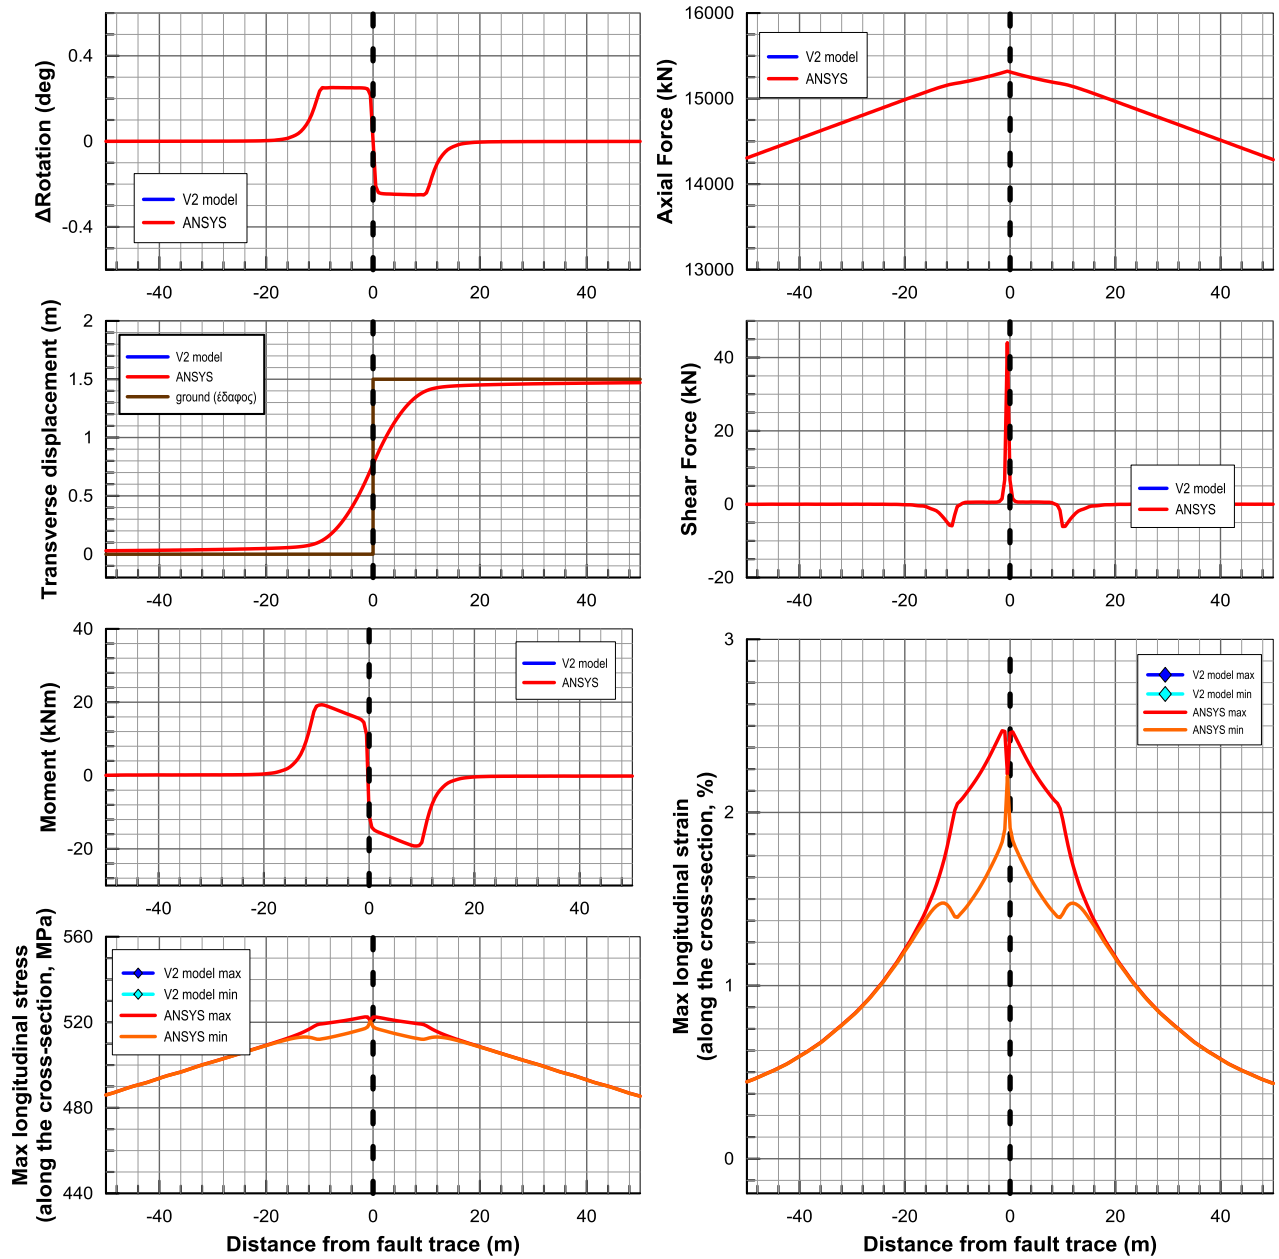 ΔRotation (deg)
0.4
0
-0.4
V2 model
ANSYS
-40
-20
0
20
40
Axial Force (kN)
16000
15000
14000
13000
V2 model
ANSYS
-40
-20
0
20
40
Transverse displacement (m)
2
1.5
1
0.5
0
V2 model
ANSYS
ground (έδαφος)
-40
-20
0
20
40
Shear Force (kN)
40
20
0
-20
V2 model
ANSYS
-40
-20
0
20
40
Moment (kNm)
40
20
0
-20
V2 model
ANSYS
-40
-20
0
20
40
Max longitudinal stress
(along the cross-section, MPa)
560
520
480
440
V2 model max
V2 model min
ANSYS max
ANSYS min
-40
-20
0
20
40
Distance from fault trace (m)
Max longitudinal strain
(along the cross-section, %)
3
2
1
0
V2 model max
V2 model min
ANSYS max
ANSYS min
-40
-20
0
20
40
Distance from fault trace (m)